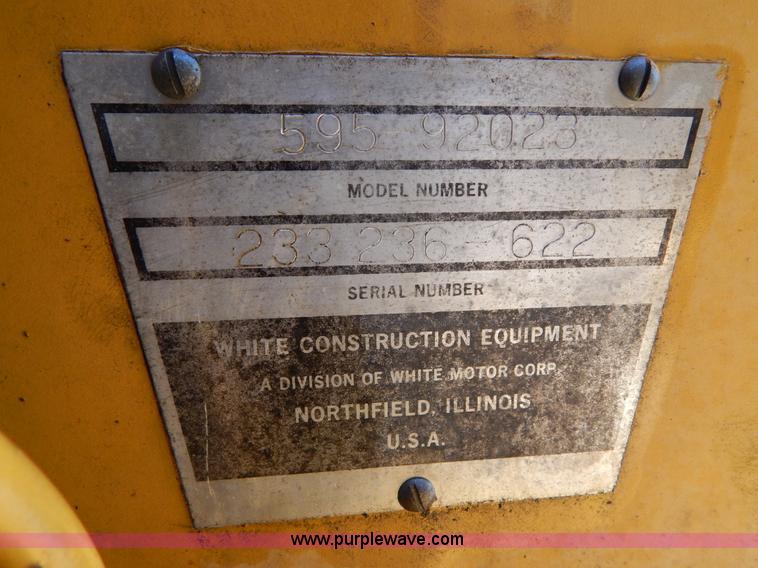 595 92023
MODEL NUMBER
233 236 - 622
SERIAL NUMBER
WHITE CONSTRUCTION EQUIPMENT
A DIVISION OF WHITE MOTOR CORP.
NORTHFIELD, ILLINOIS
U.S.A.
www.purplewave.com